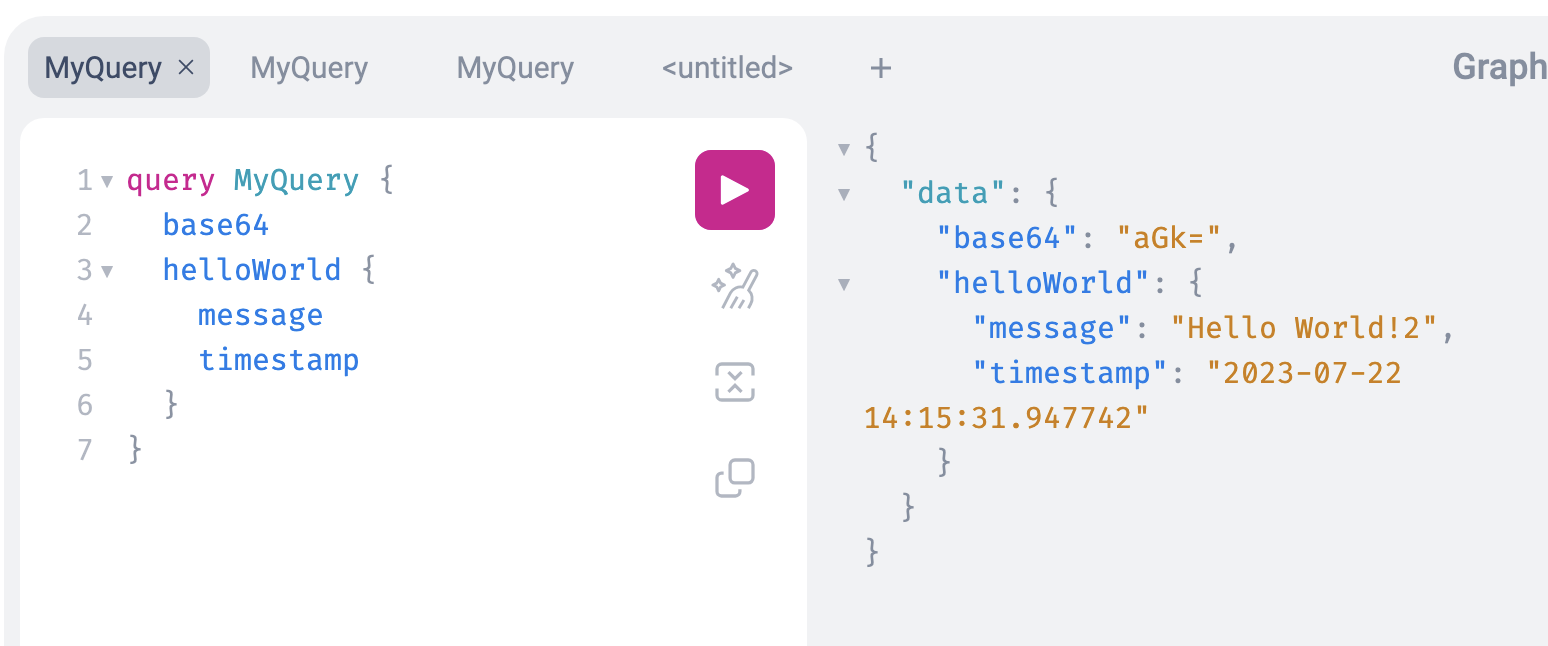 MyQuery × MyQuery MyQuery <untitled> + Graph
1 query MyQuery {
2 base64
3 helloWorld {
4 message
5 timestamp
6 }
7 }
{
"data": {
"base64": "aGk=",
"helloWorld": {
"message": "Hello World!2",
"timestamp": "2023-07-22
14:15:31.947742"
}
}
}